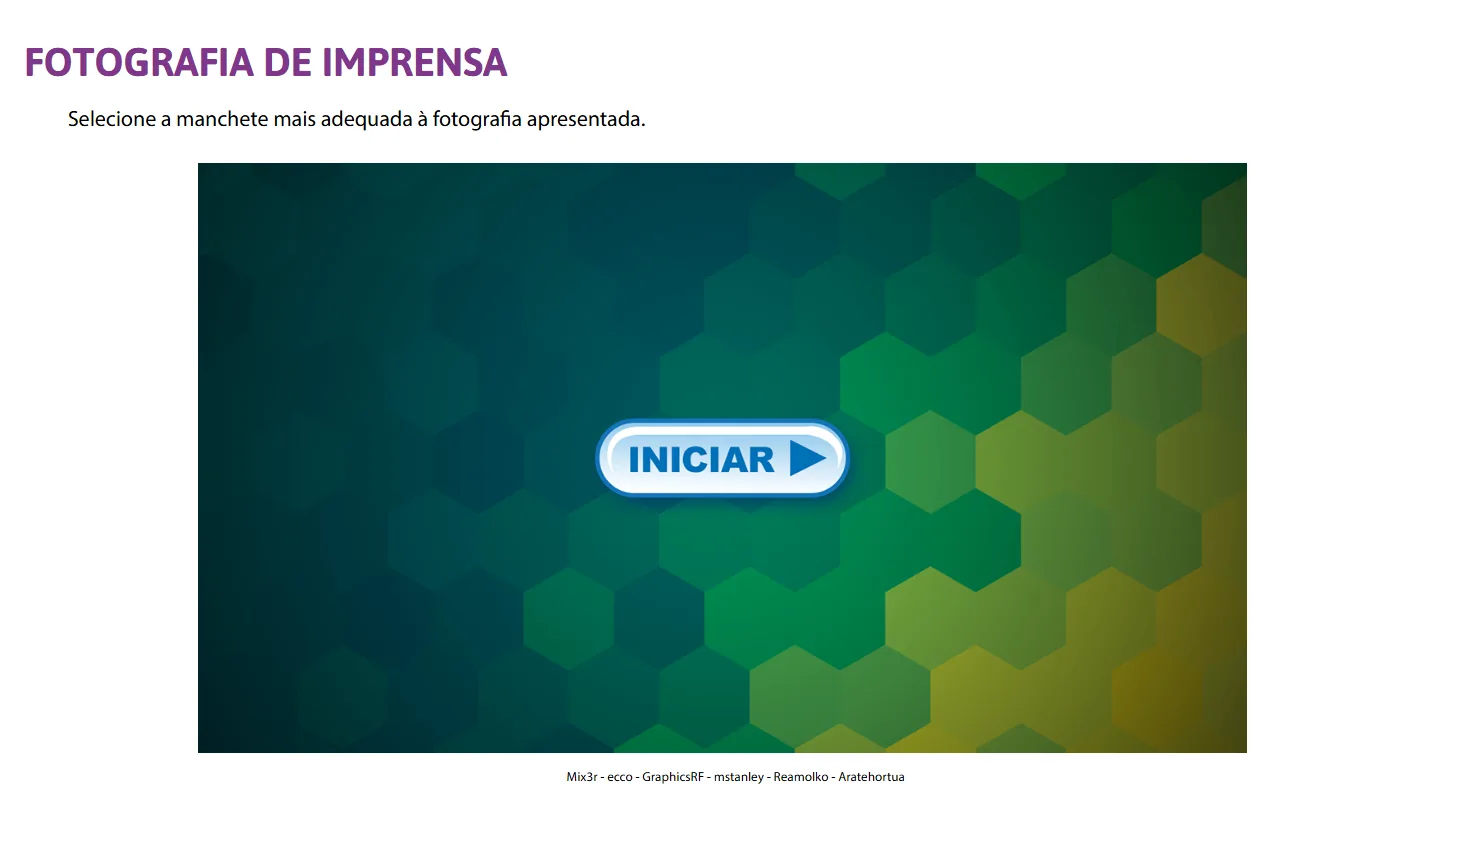 FOTOGRAFIA DE IMPRENSA
Selecione a manchete mais adequada à fotografia apresentada.
INICIAR
Mix3r - ecco - GraphicsRF - mstanley - Reamolko - Aratehortua